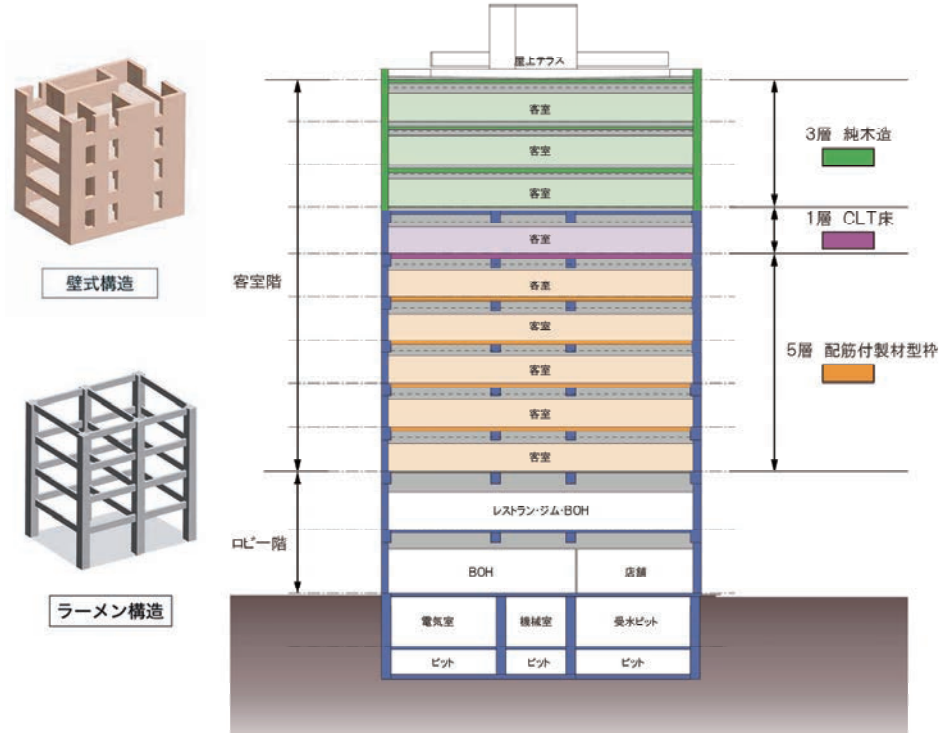 壁式構造
ラーメン構造
屋上テラス
客室
客室
客室
客室
客室
客室
客室
客室
客室
レストラン・ジム・BOH
BOH
店舗
電気室
機械室
受水ピット
ピット
ピット
ピット
客室階
ロビー階
3層 純木造
1層 CLT床
5層 配筋付製材型枠